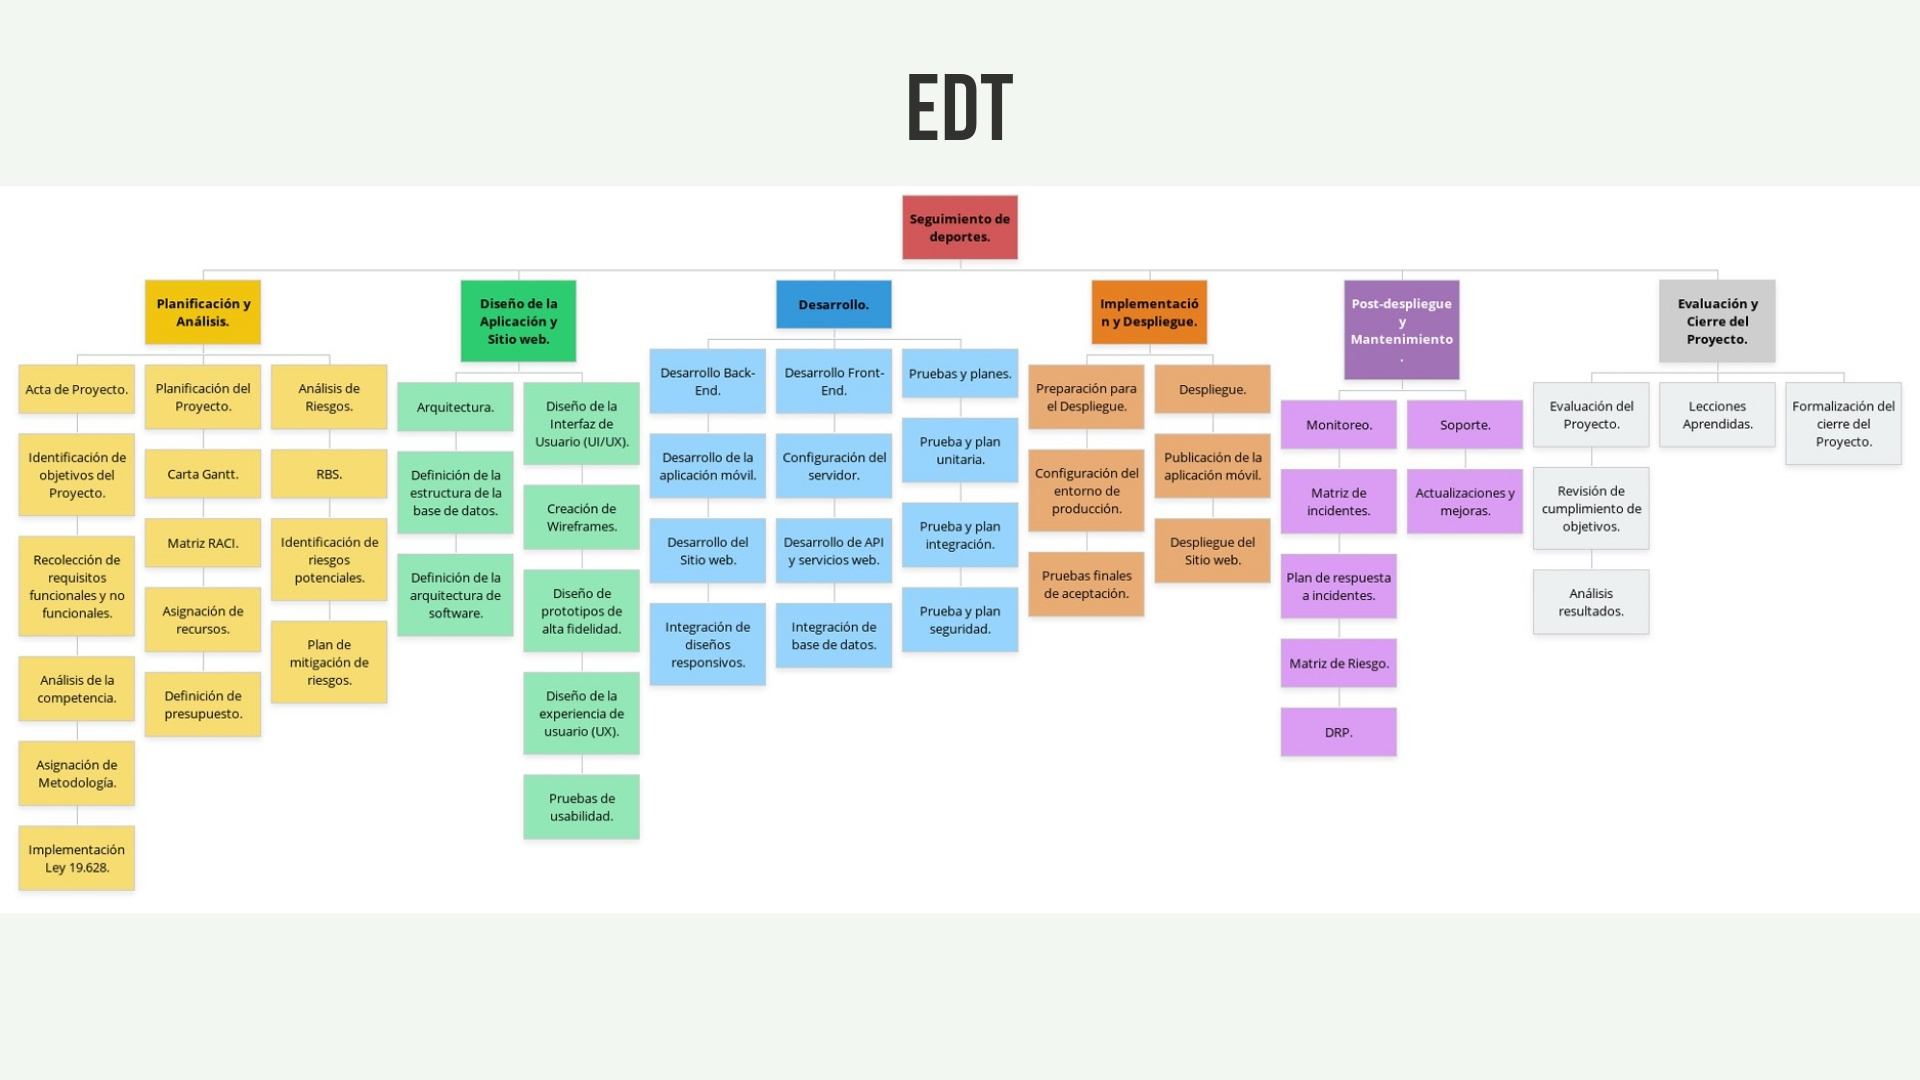 EDT
Seguimiento de
deportes.
Planificación y
Análisis.
Acta de Proyecto.
Identificación de
objetivos del
Proyecto.
Recolección de
requisitos
funcionales y no
funcionales.
Análisis de la
competencia.
Asignación de
Metodología.
Implementación
Ley 19.628.
Planificación del
Proyecto.
Carta Gantt.
Matriz RACI.
Asignación de
recursos.
Definición de
presupuesto.
Análisis de
Riesgos.
RBS.
Identificación de
riesgos
potenciales.
Plan de
mitigación de
riesgos.
Diseño de la
Aplicación y
Sitio web.
Arquitectura.
Definición de la
estructura de la
base de datos.
Definición de la
arquitectura de
software.
Diseño de la
Interfaz de
Usuario (UI/UX).
Creación de
Wireframes.
Diseño de
prototipos de
alta fidelidad.
Diseño de la
experiencia de
usuario (UX).
Pruebas de
usabilidad.
Desarrollo.
Desarrollo Back-
End.
Desarrollo de la
aplicación móvil.
Desarrollo del
Sitio web.
Integración de
diseños
responsivos.
Desarrollo Front-
End.
Configuración del
servidor.
Desarrollo de API
y servicios web.
Integración de
base de datos.
Pruebas y planes.
Prueba y plan
unitaria.
Prueba y plan
integración.
Prueba y plan
seguridad.
Implementació
n y Despliegue.
Preparación para
el Despliegue.
Configuración del
entorno de
producción.
Pruebas finales
de aceptación.
Despliegue.
Publicación de la
aplicación móvil.
Despliegue del
Sitio web.
Post-despliegue
y
Mantenimiento
.
Monitoreo.
Matriz de
incidentes.
Plan de respuesta
a incidentes.
Matriz de Riesgo.
DRP.
Soporte.
Actualizaciones y
mejoras.
Evaluación y
Cierre del
Proyecto.
Evaluación del
Proyecto.
Revisión de
cumplimiento de
objetivos.
Análisis
resultados.
Lecciones
Aprendidas.
Formalización del
cierre del
Proyecto.